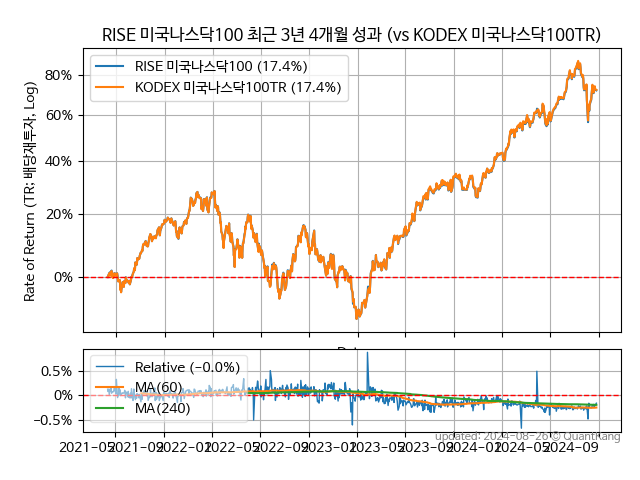 RISE 미국나스닥100 최근 3년 4개월 성과 (vs KODEX 미국나스닥100TR)
RISE 미국나스닥100 (17.4%)
KODEX 미국나스닥100TR (17.4%)
Rate of Return (TR: 배당재투자, Log)
80%
60%
40%
20%
0%
Relative (-0.0%)
MA(60)
MA(240)
0.5%
0%
−0.5%
updated: 2024-08-26 © QuantKang
2021-05 2021-09 2022-01 2022-05 2022-09 2023-01 2023-05 2023-09 2024-01 2024-05 2024-09